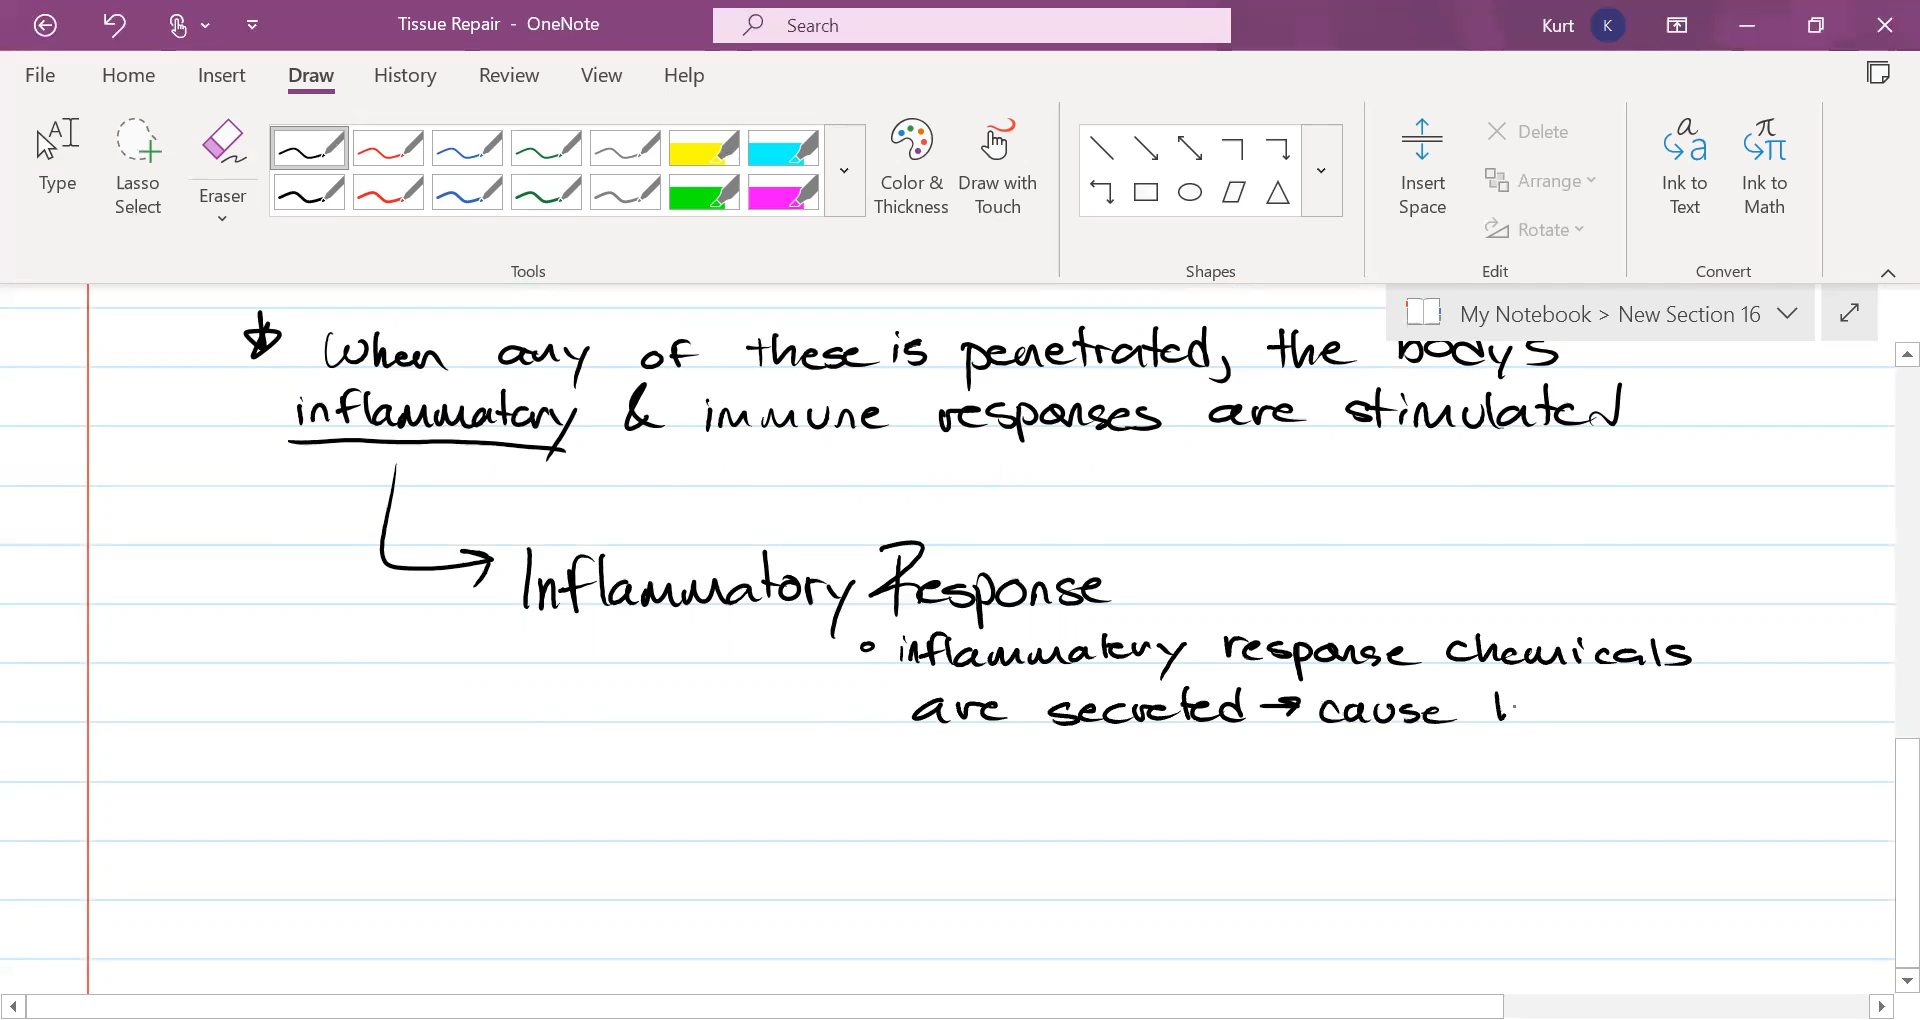 Tissue Repair - OneNote
Search
Kurt
K
File Home Insert Draw History Review View Help
Type
Lasso Select
Eraser
Color & Thickness
Draw with Touch
Insert Space
Delete
Arrange
Rotate
Ink to Text
Ink to Math
Tools
Shapes
Edit
Convert
My Notebook > New Section 16
When any of these is penetrated, the body's
inflammatory & immune responses are stimulated
Inflammatory Response
• inflammatory response chemicals
are secreted → cause